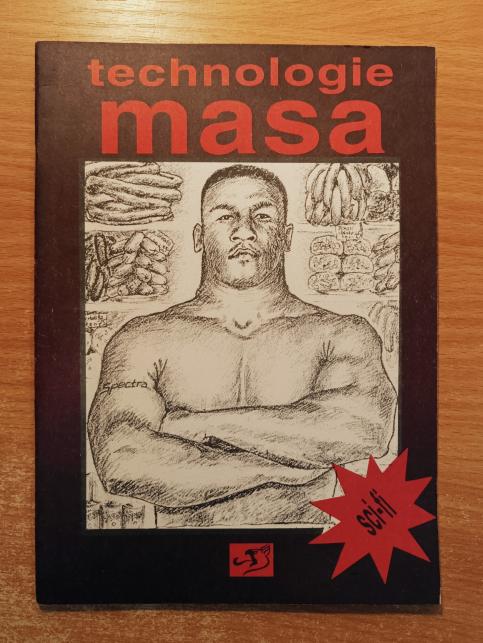 technologie
masa
Spectra
sci-fi